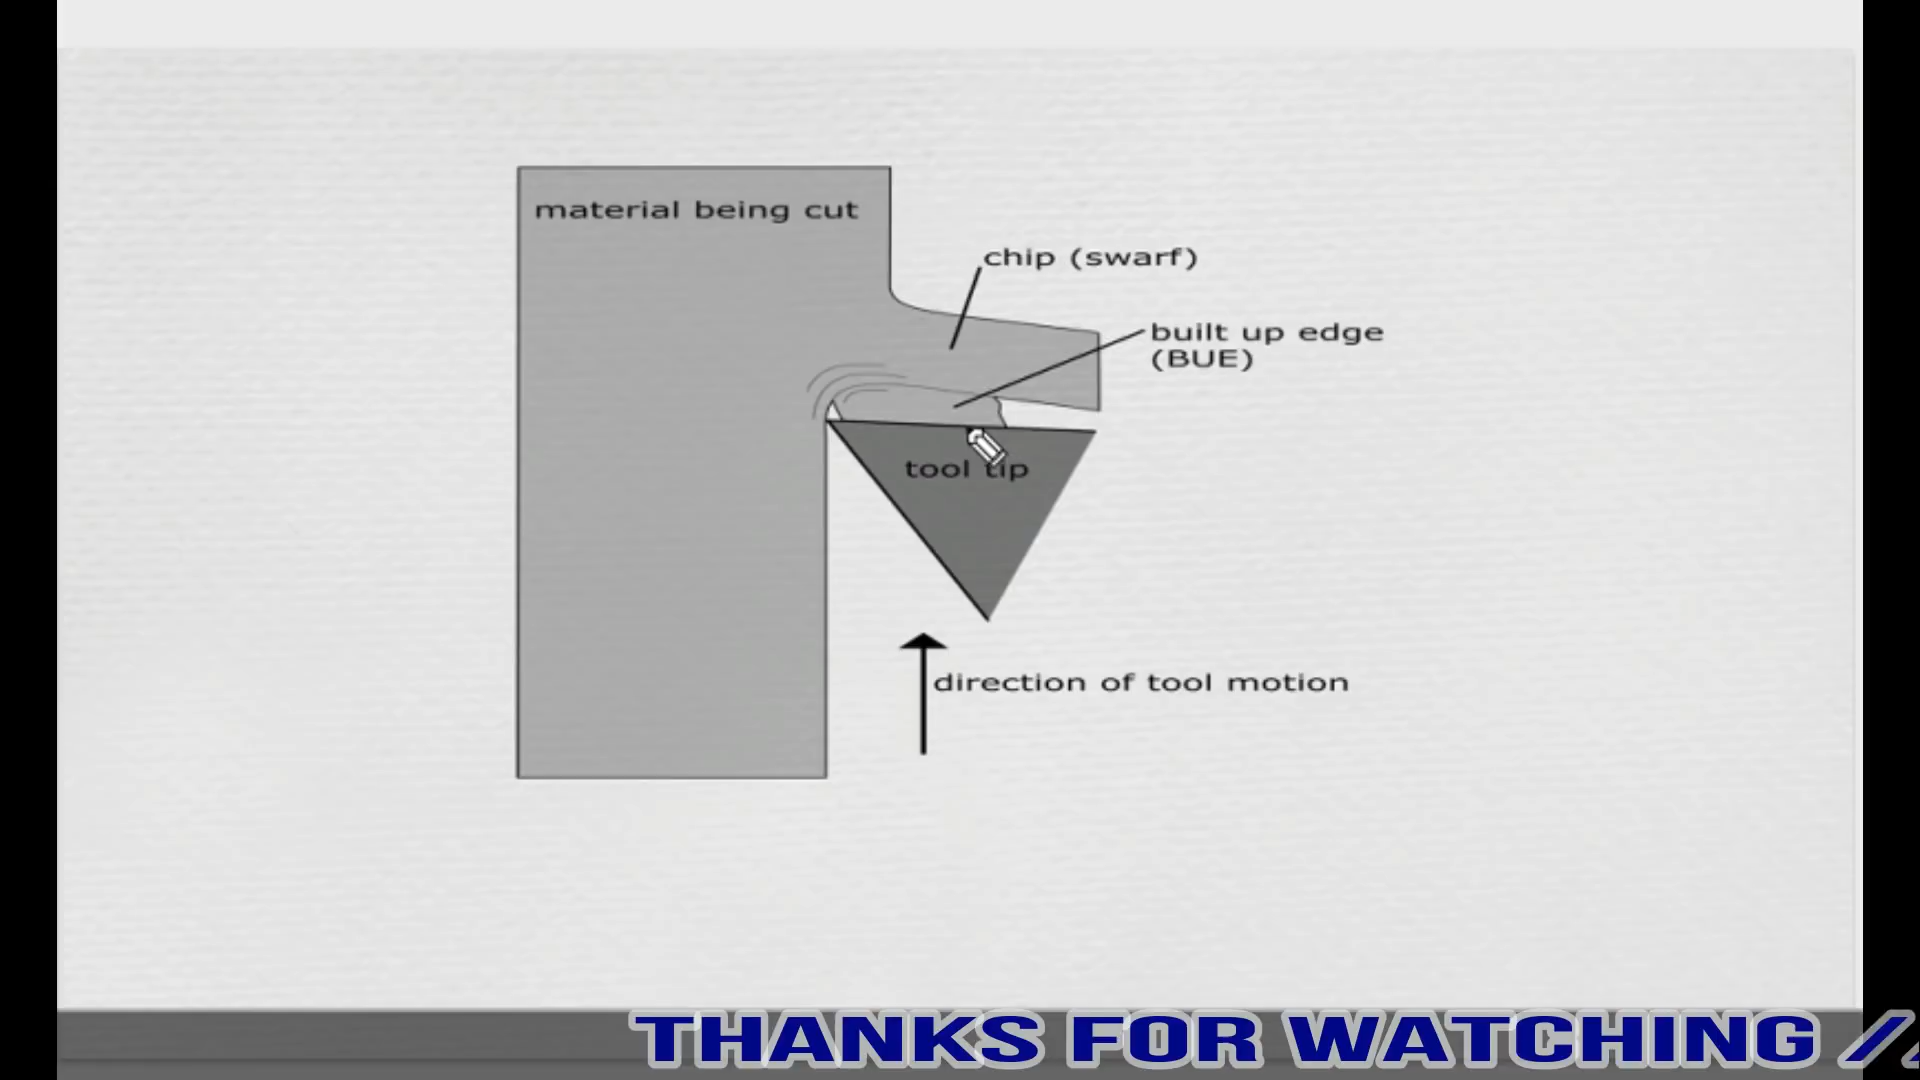 material being cut
chip (swarf)
built up edge
(BUE)
tool tip
direction of tool motion
THANKS FOR WATCHING //